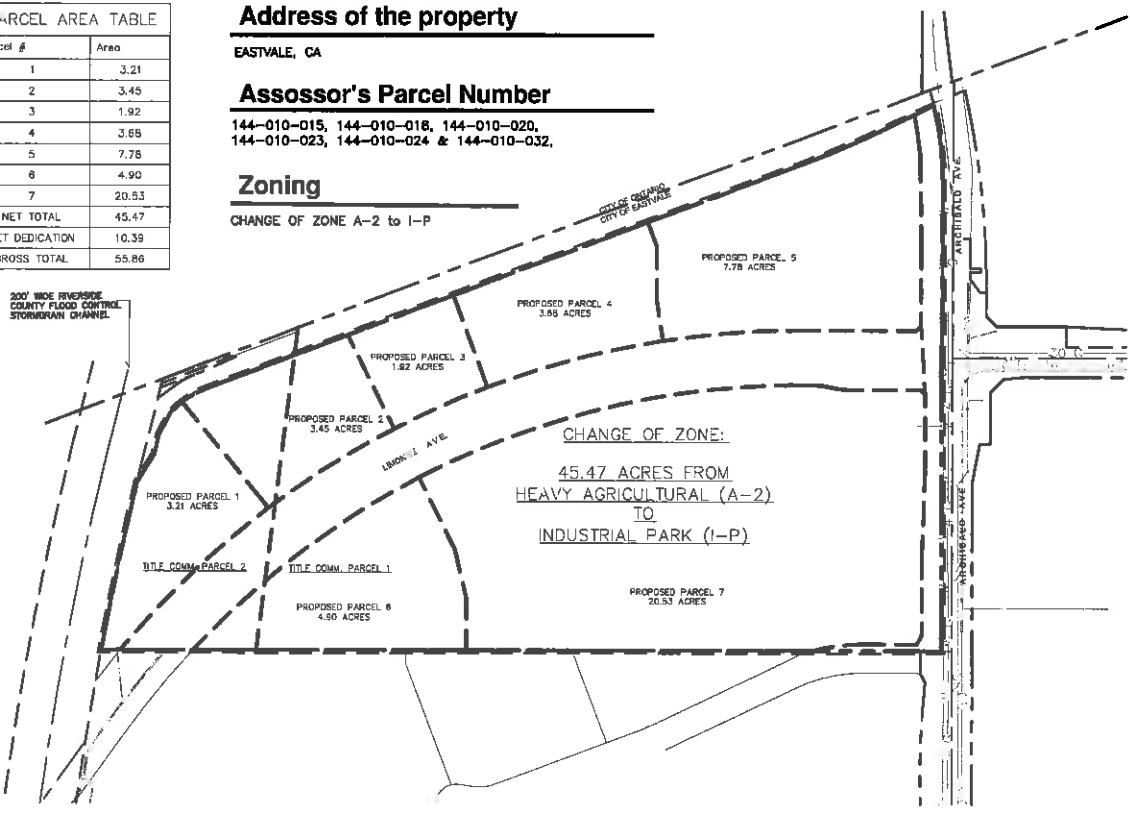 ARCEL AREA TABLE
cel # Area
1 3.21
2 3.45
3 1.92
4 3.68
5 7.78
6 4.90
7 20.53
NET TOTAL 45.47
ET DEDICATION 10.39
ROSS TOTAL 55.86
Address of the property
EASTVALE, CA
Assossor's Parcel Number
144-010-015, 144-010-018, 144-010-020,
144-010-023, 144-010-024 & 144-010-032,
Zoning
CHANGE OF ZONE A-2 to I-P
200' WIDE RIVERSIDE
COUNTY FLOOD CONTROL
STORMDRAIN CHANNEL
CITY OF ONTARIO
CITY OF EASTVALE
ARCHIBALD AVE.
PROPOSED PARCEL 5
7.78 ACRES
PROPOSED PARCEL 4
3.68 ACRES
PROPOSED PARCEL 3
1.92 ACRES
PROPOSED PARCEL 2
3.45 ACRES
LIMONITE AVE.
CHANGE OF ZONE:
45.47 ACRES FROM
HEAVY AGRICULTURAL (A-2)
TO
INDUSTRIAL PARK (I-P)
PROPOSED PARCEL 1
3.21 ACRES
TITLE COMM. PARCEL 2
TITLE COMM. PARCEL 1
PROPOSED PARCEL 6
4.90 ACRES
PROPOSED PARCEL 7
20.53 ACRES
ARCHIBALD AVE.